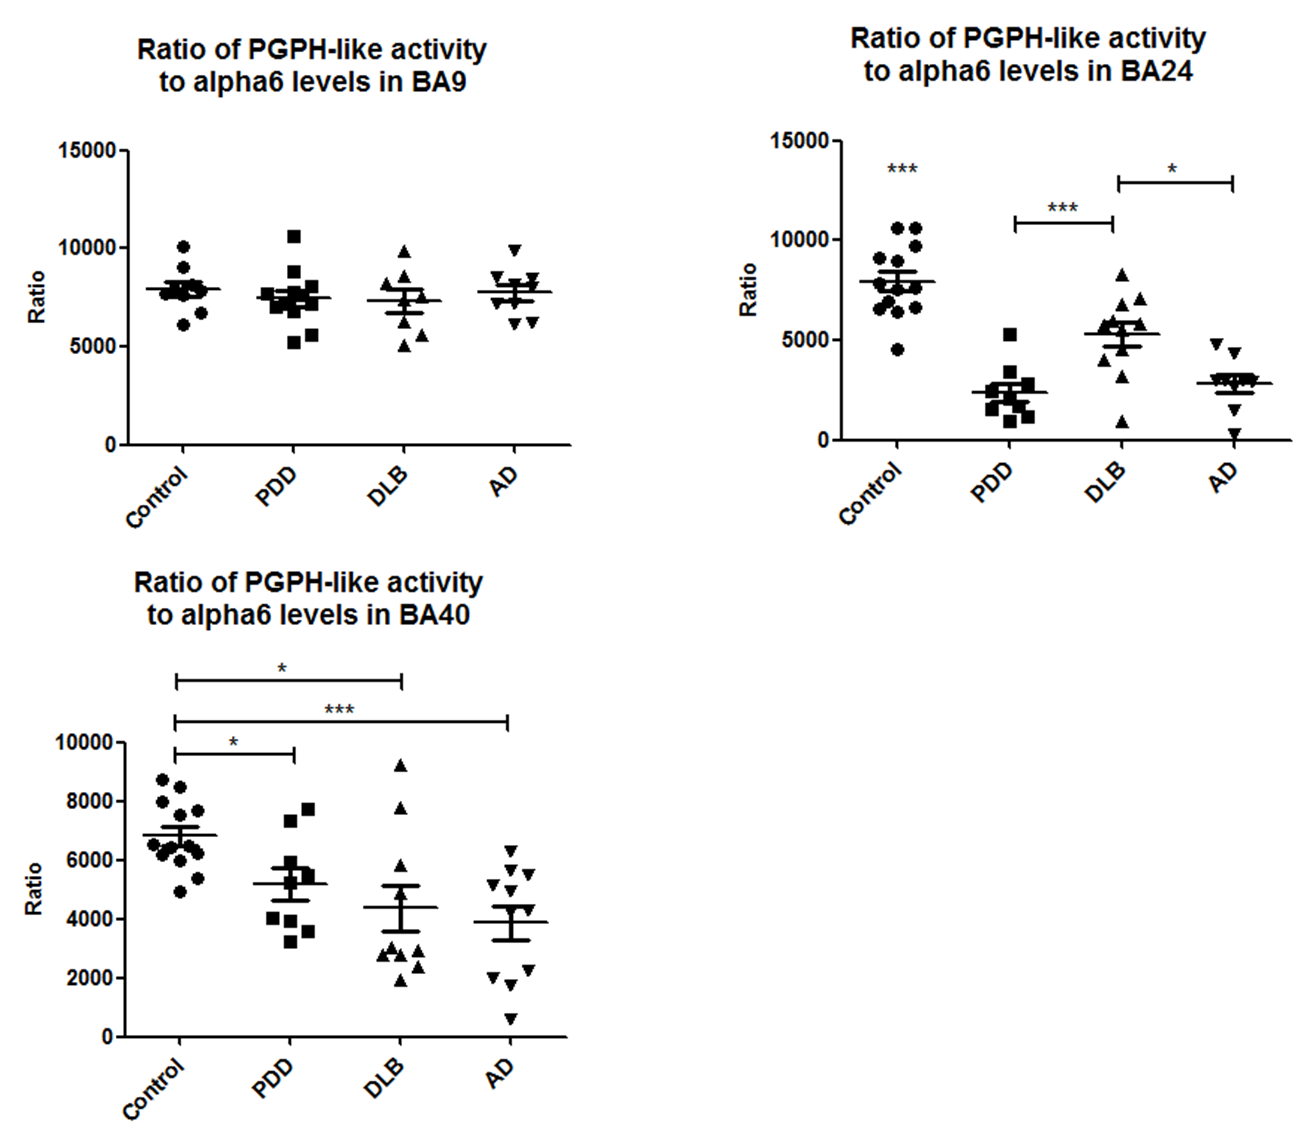 Ratio of PGPH-like activity
to alpha6 levels in BA9
15000
10000
5000
0
Ratio
Control
PDD
DLB
AD
Ratio of PGPH-like activity
to alpha6 levels in BA24
15000
10000
5000
0
Ratio
***
***
*
Control
PDD
DLB
AD
Ratio of PGPH-like activity
to alpha6 levels in BA40
*
***
*
10000
8000
6000
4000
2000
0
Ratio
Control
PDD
DLB
AD